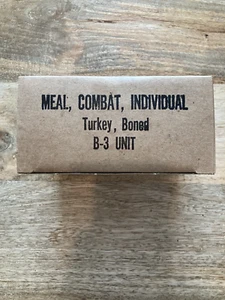 MEAL, COMBAT, INDIVIDUAL
Turkey, Boned
B-3 UNIT